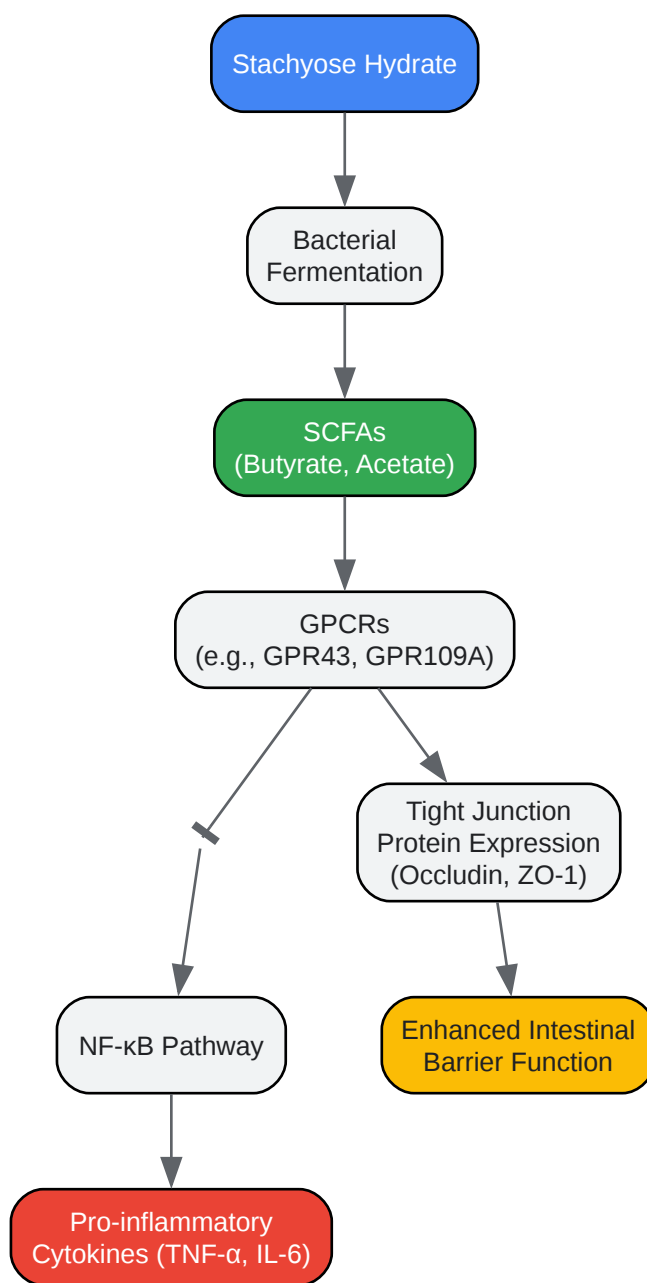 Stachyose Hydrate
Bacterial
Fermentation
SCFAs
(Butyrate, Acetate)
GPCRs
(e.g., GPR43, GPR109A)
Tight Junction
Protein Expression
(Occludin, ZO-1)
NF-κB Pathway
Enhanced Intestinal
Barrier Function
Pro-inflammatory
Cytokines (TNF-α, IL-6)